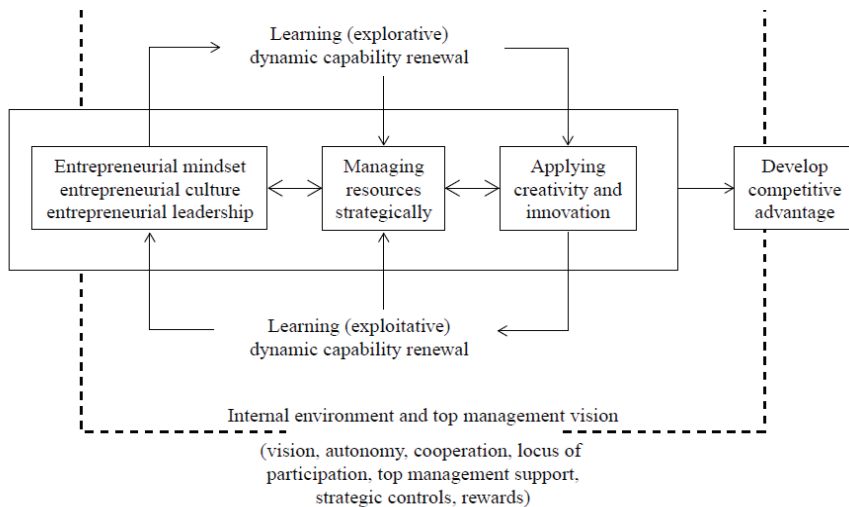 Learning (explorative)
dynamic capability renewal
Entrepreneurial mindset
entrepreneurial culture
entrepreneurial leadership
Managing
resources
strategically
Applying
creativity and
innovation
Develop
competitive
advantage
Learning (exploitative)
dynamic capability renewal
Internal environment and top management vision
(vision, autonomy, cooperation, locus of
participation, top management support,
strategic controls, rewards)